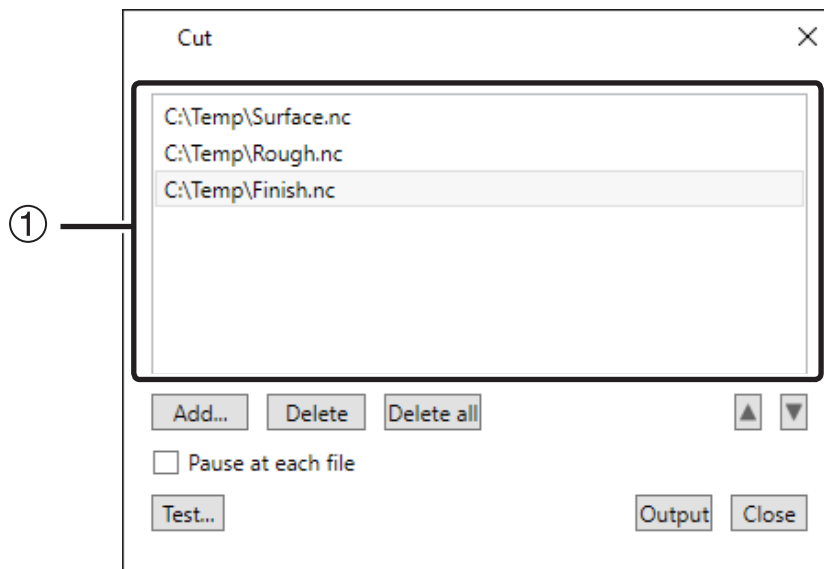 Cut
C:\Temp\Surface.nc
C:\Temp\Rough.nc
C:\Temp\Finish.nc
①
Add... Delete Delete all
Pause at each file
Test... Output Close